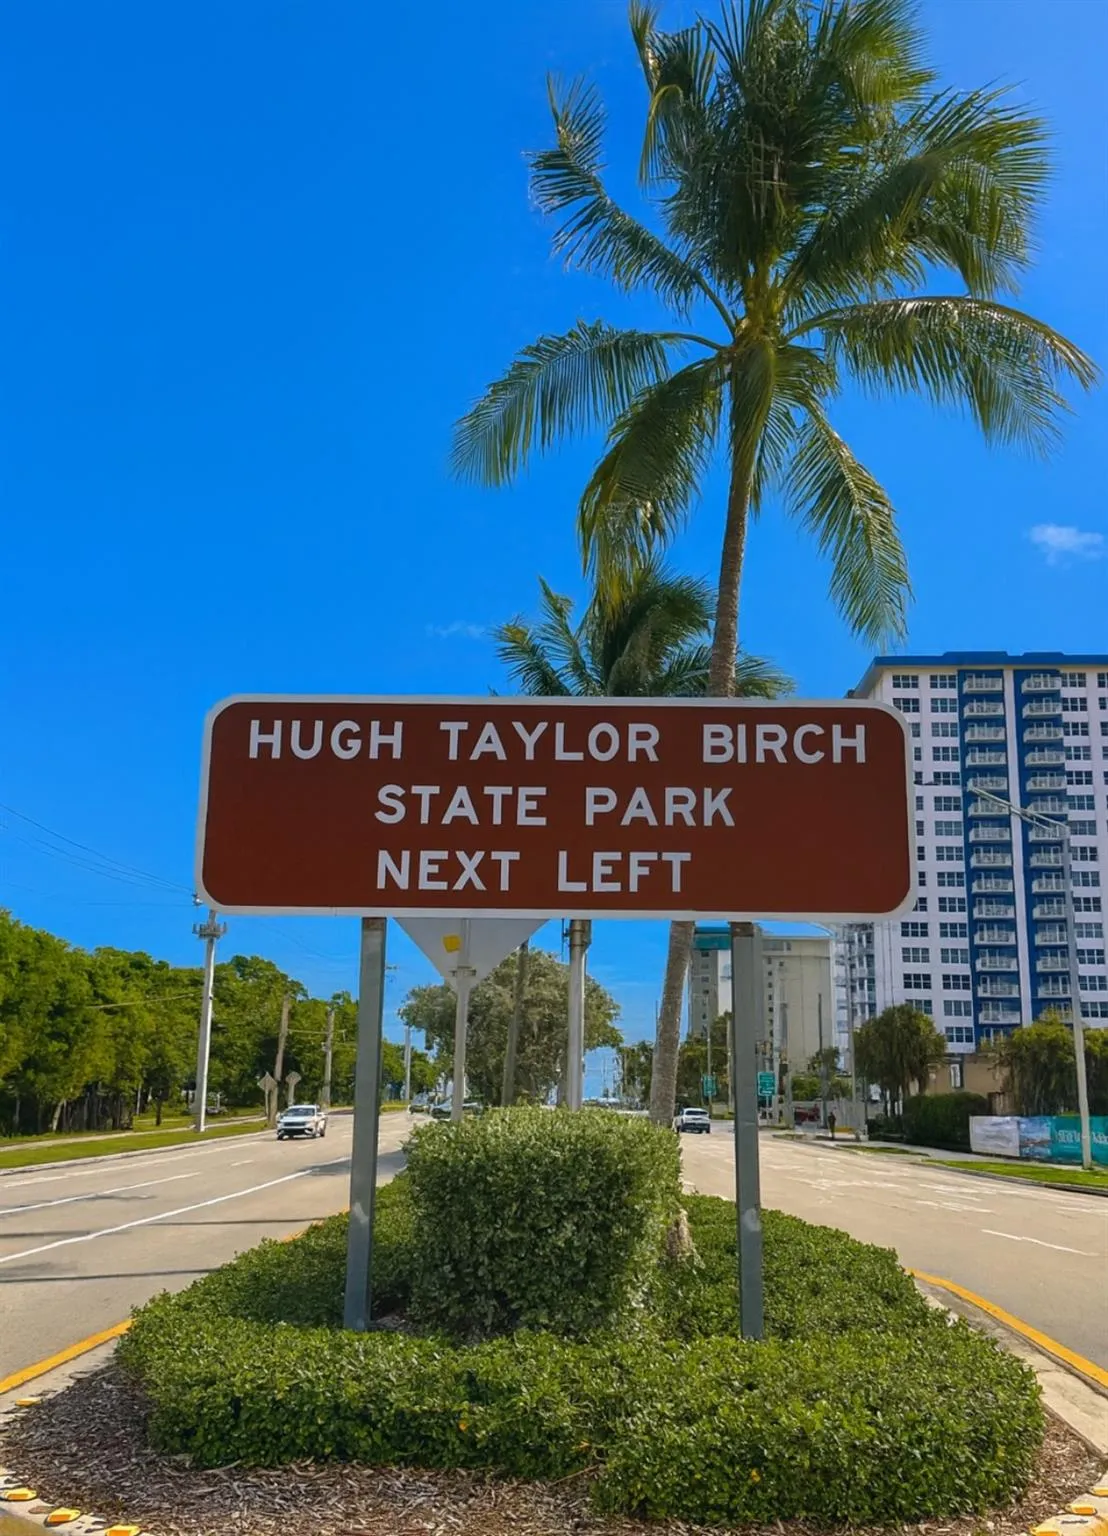 HUGH TAYLOR BIRCH
STATE PARK
NEXT LEFT